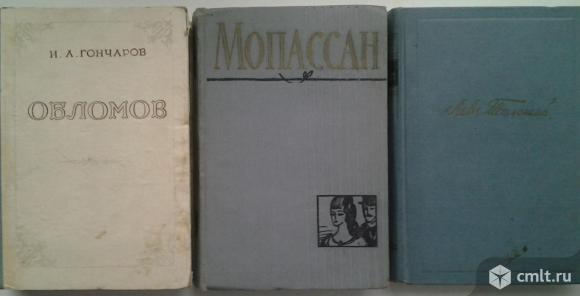 И. А. ГОНЧАРОВ
ОБЛОМОВ
МОПАССАН
Лев Толстой
cmlt.ru